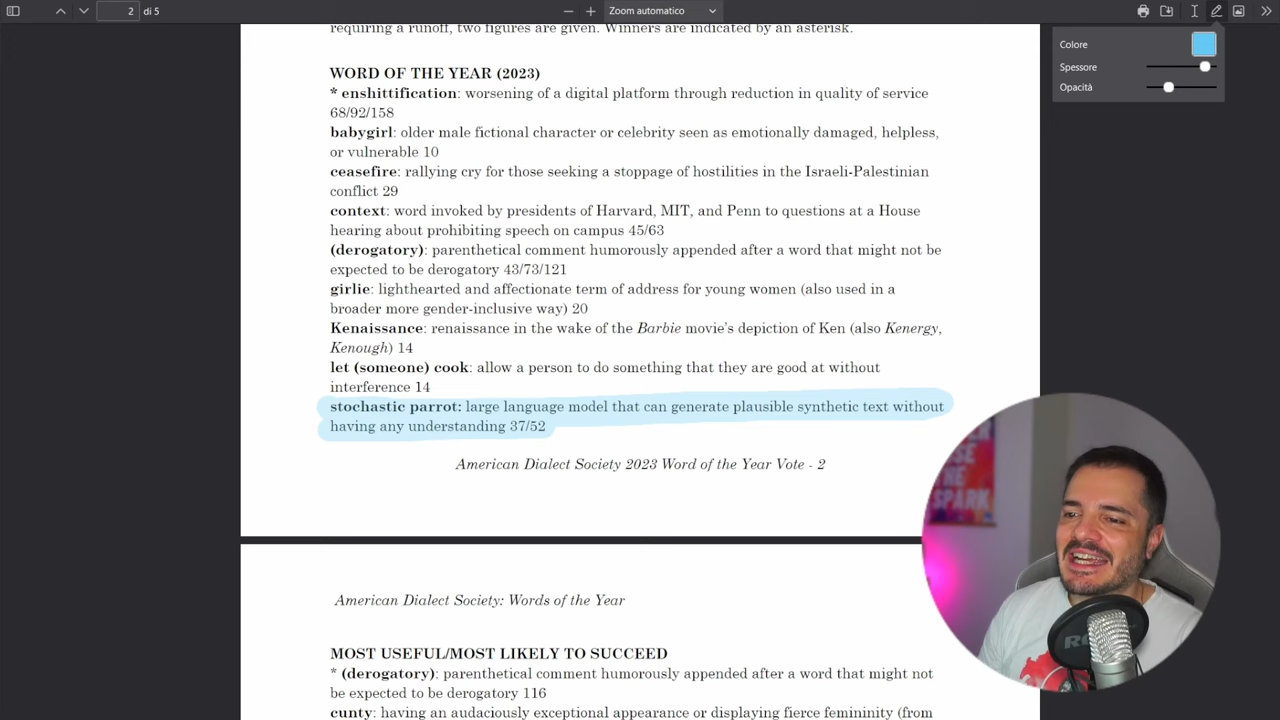 2 di 5
Zoom automatico
Colore
Spessore
Opacità
requiring a runoff, two figures are given. Winners are indicated by an asterisk.
WORD OF THE YEAR (2023)
* enshittification: worsening of a digital platform through reduction in quality of service
68/92/158
babygirl: older male fictional character or celebrity seen as emotionally damaged, helpless,
or vulnerable 10
ceasefire: rallying cry for those seeking a stoppage of hostilities in the Israeli-Palestinian
conflict 29
context: word invoked by presidents of Harvard, MIT, and Penn to questions at a House
hearing about prohibiting speech on campus 45/63
(derogatory): parenthetical comment humorously appended after a word that might not be
expected to be derogatory 43/73/121
girlie: lighthearted and affectionate term of address for young women (also used in a
broader more gender-inclusive way) 20
Kenaissance: renaissance in the wake of the Barbie movie's depiction of Ken (also Kenergy,
Kenough) 14
let (someone) cook: allow a person to do something that they are good at without
interference 14
stochastic parrot: large language model that can generate plausible synthetic text without
having any understanding 37/52
American Dialect Society 2023 Word of the Year Vote - 2
THE
SPARK
American Dialect Society: Words of the Year
MOST USEFUL/MOST LIKELY TO SUCCEED
* (derogatory): parenthetical comment humorously appended after a word that might not
be expected to be derogatory 116
cunty: having an audaciously exceptional appearance or displaying fierce femininity (from